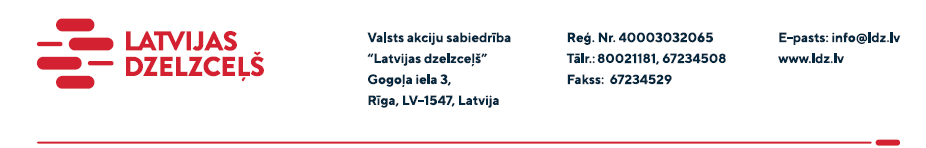 LATVIJAS
DZELZCEĻŠ
Valsts akciju sabiedrība
"Latvijas dzelzceļš"
Gogoļa iela 3,
Rīga, LV-1547, Latvija
Reģ. Nr. 40003032065
Tālr.: 80021181, 67234508
Fakss: 67234529
E-pasts: info@ldz.lv
www.ldz.lv